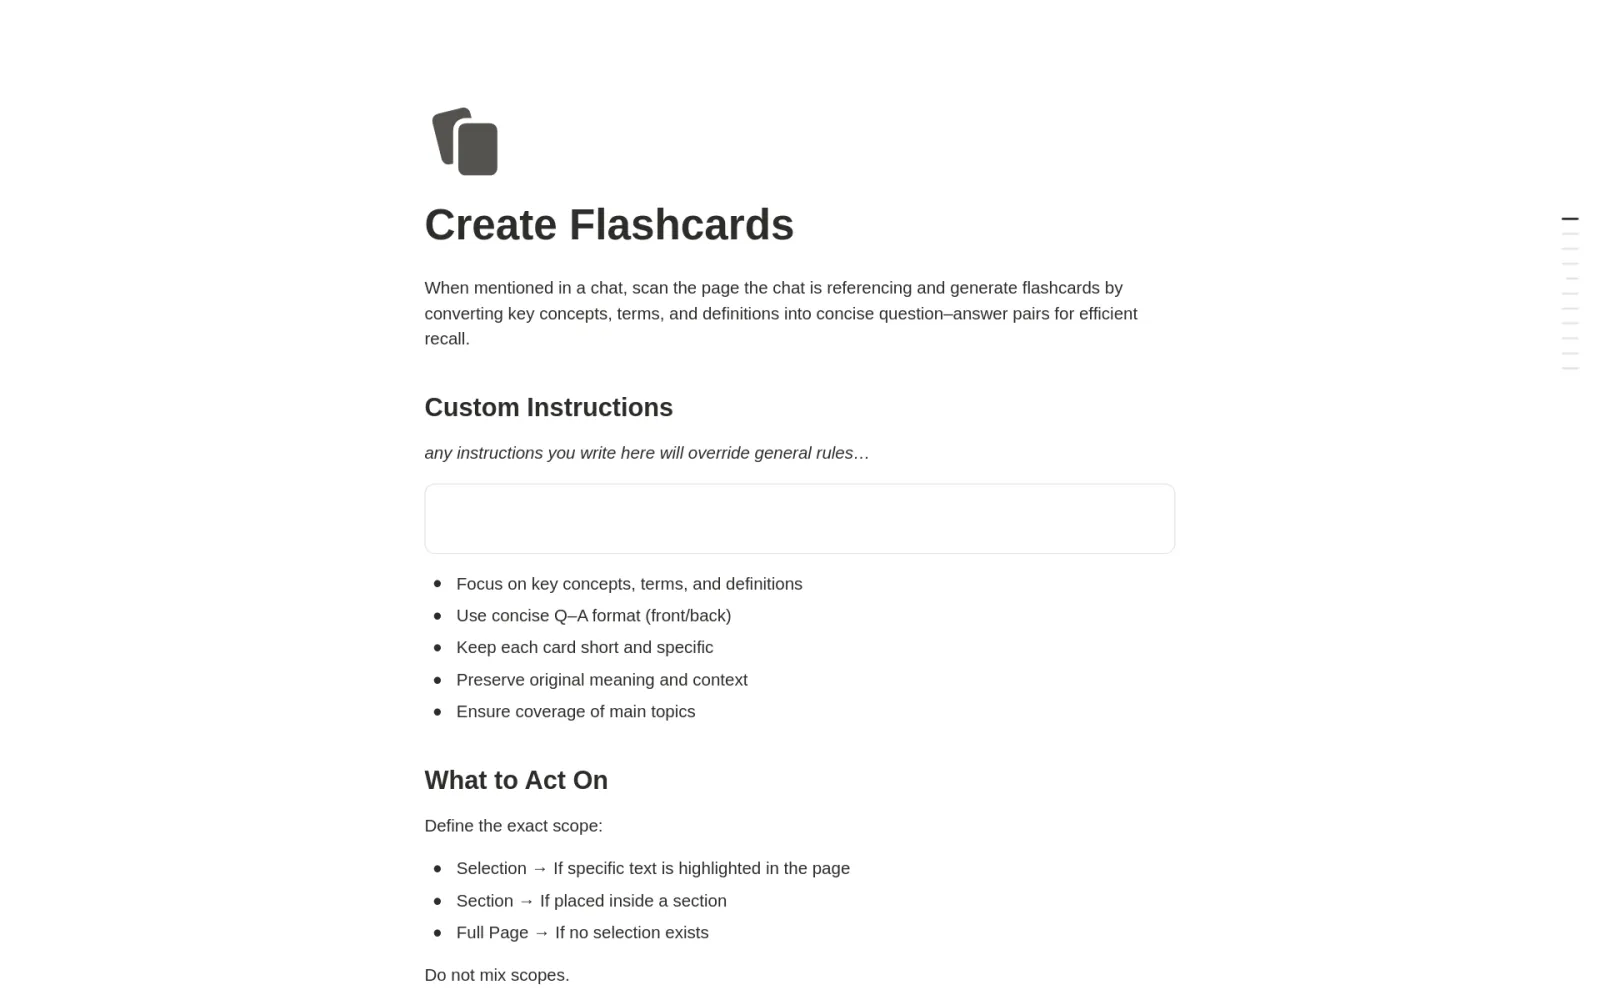 Create Flashcards
When mentioned in a chat, scan the page the chat is referencing and generate flashcards by
converting key concepts, terms, and definitions into concise question–answer pairs for efficient
recall.
Custom Instructions
any instructions you write here will override general rules…
Focus on key concepts, terms, and definitions
Use concise Q–A format (front/back)
Keep each card short and specific
Preserve original meaning and context
Ensure coverage of main topics
What to Act On
Define the exact scope:
Selection → If specific text is highlighted in the page
Section → If placed inside a section
Full Page → If no selection exists
Do not mix scopes.